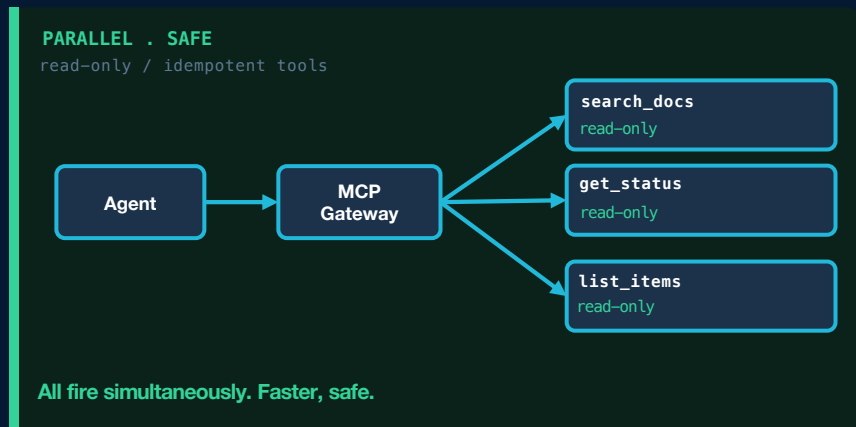 PARALLEL . SAFE
read-only / idempotent tools
Agent
MCP
Gateway
search_docs
read-only
get_status
read-only
list_items
read-only
All fire simultaneously. Faster, safe.